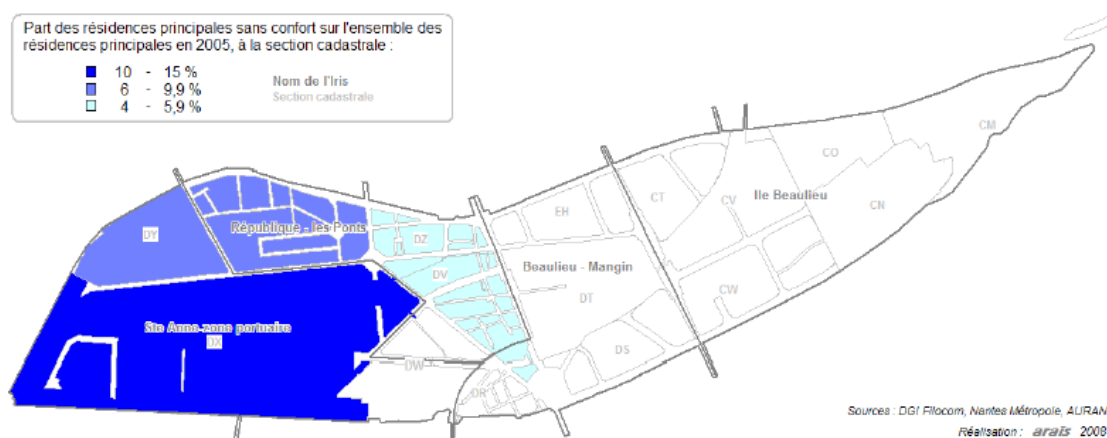 Part des résidences principales sans confort sur l'ensemble des
résidences principales en 2005, à la section cadastrale :
10 - 15 %
6 - 9,9 %
4 - 5,9 %
Nom de l'Iris
Section cadastrale
CM
CO
CT
CV
Ile Beaulieu
CN
EH
République - les Ponts
DY
DZ
Beaulieu - Mangin
DV
DT
CW
Ste Anne-zone portuaire
DX
DS
DW
DR
Sources : DGI Filocom, Nantes Métropole, AURAN
Réalisation : arais 2008